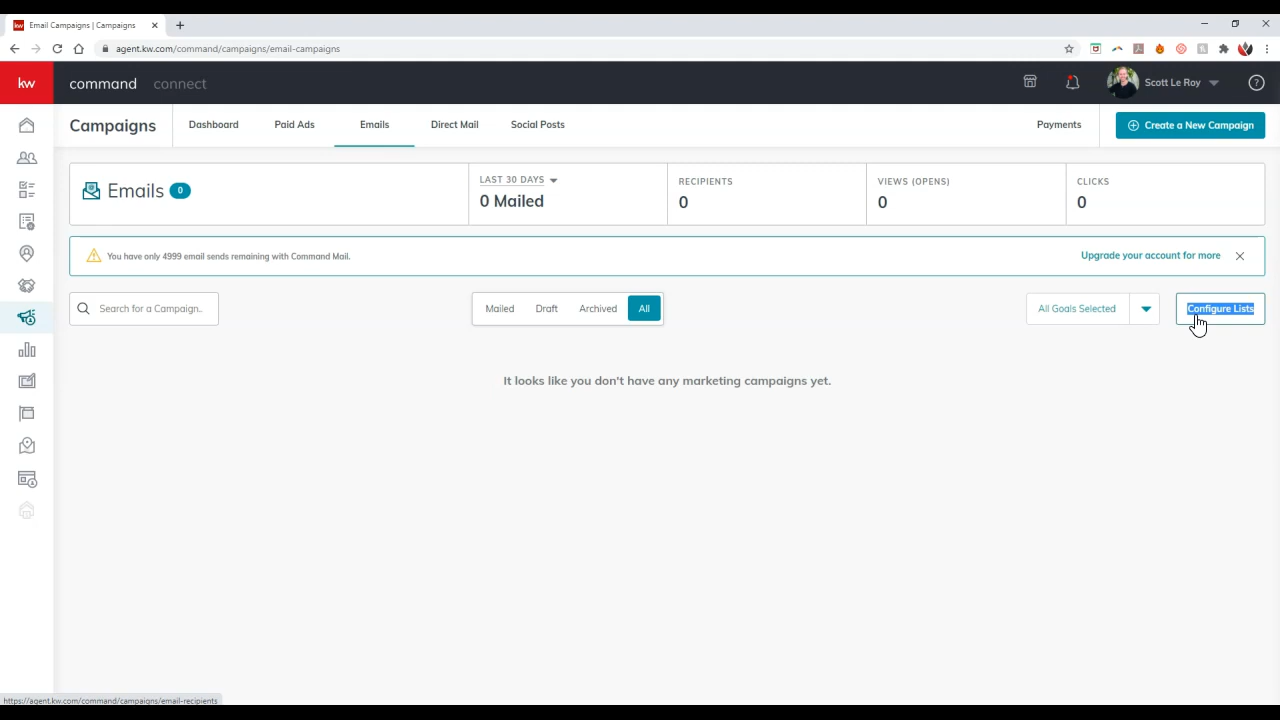 kw Email Campaigns | Campaigns
agent.kw.com/command/campaigns/email-campaigns
kw command connect Scott Le Roy
Campaigns Dashboard Paid Ads Emails Direct Mail Social Posts Payments Create a New Campaign
Emails 0
LAST 30 DAYS
0 Mailed
RECIPIENTS
0
VIEWS (OPENS)
0
CLICKS
0
You have only 4999 email sends remaining with Command Mail. Upgrade your account for more
Search for a Campaign.. Mailed Draft Archived All All Goals Selected Configure Lists
It looks like you don't have any marketing campaigns yet.
https://agent.kw.com/command/campaigns/email-recipients